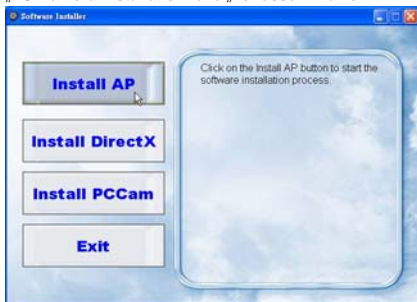 Software Installer
Install AP
Click on the Install AP button to start the
software installation process.
Install DirectX
Install PCCam
Exit